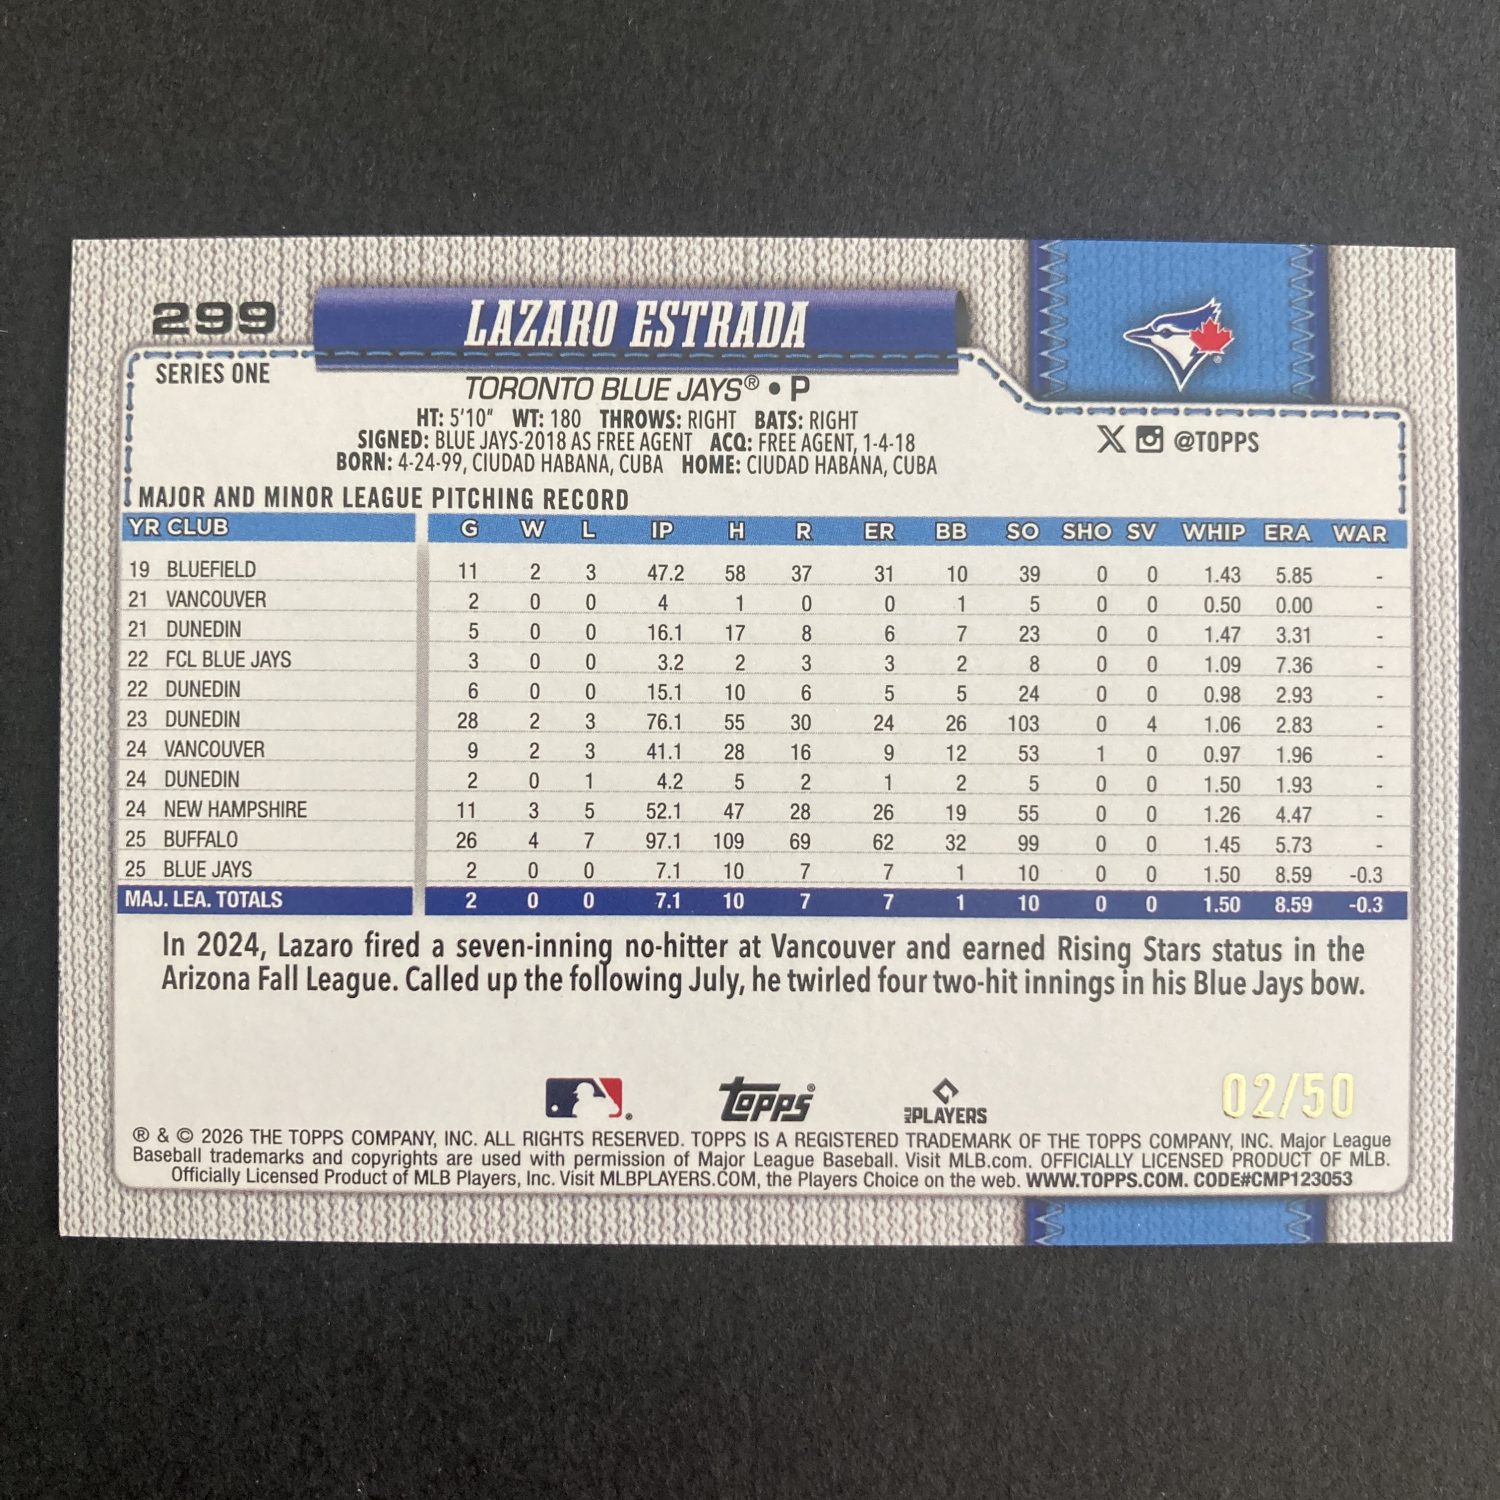 299
LAZARO ESTRADA
SERIES ONE
TORONTO BLUE JAYS® • P
HT: 5'10" WT: 180 THROWS: RIGHT BATS: RIGHT
SIGNED: BLUE JAYS-2018 AS FREE AGENT ACQ: FREE AGENT, 1-4-18
BORN: 4-24-99, CIUDAD HABANA, CUBA HOME: CIUDAD HABANA, CUBA
X @TOPPS
MAJOR AND MINOR LEAGUE PITCHING RECORD
YR CLUB G W L IP H R ER BB SO SHO SV WHIP ERA WAR
19 BLUEFIELD 11 2 3 47.2 58 37 31 10 39 0 0 1.43 5.85 -
21 VANCOUVER 2 0 0 4 1 0 0 1 5 0 0 0.50 0.00 -
21 DUNEDIN 5 0 0 16.1 17 8 6 7 23 0 0 1.47 3.31 -
22 FCL BLUE JAYS 3 0 0 3.2 2 3 3 2 8 0 0 1.09 7.36 -
22 DUNEDIN 6 0 0 15.1 10 6 5 5 24 0 0 0.98 2.93 -
23 DUNEDIN 28 2 3 76.1 55 30 24 26 103 0 4 1.06 2.83 -
24 VANCOUVER 9 2 3 41.1 28 16 9 12 53 1 0 0.97 1.96 -
24 DUNEDIN 2 0 1 4.2 5 2 1 2 5 0 0 1.50 1.93 -
24 NEW HAMPSHIRE 11 3 5 52.1 47 28 26 19 55 0 0 1.26 4.47 -
25 BUFFALO 26 4 7 97.1 109 69 62 32 99 0 0 1.45 5.73 -
25 BLUE JAYS 2 0 0 7.1 10 7 7 1 10 0 0 1.50 8.59 -0.3
MAJ. LEA. TOTALS 2 0 0 7.1 10 7 7 1 10 0 0 1.50 8.59 -0.3
In 2024, Lazaro fired a seven-inning no-hitter at Vancouver and earned Rising Stars status in the
Arizona Fall League. Called up the following July, he twirled four two-hit innings in his Blue Jays bow.
02/50
Topps®
MLB PLAYERS
® & © 2026 THE TOPPS COMPANY, INC. ALL RIGHTS RESERVED. TOPPS IS A REGISTERED TRADEMARK OF THE TOPPS COMPANY, INC. Major League
Baseball trademarks and copyrights are used with permission of Major League Baseball. Visit MLB.com. OFFICIALLY LICENSED PRODUCT OF MLB.
Officially Licensed Product of MLB Players, Inc. Visit MLBPLAYERS.COM, the Players Choice on the web. WWW.TOPPS.COM. CODE#CMP123053